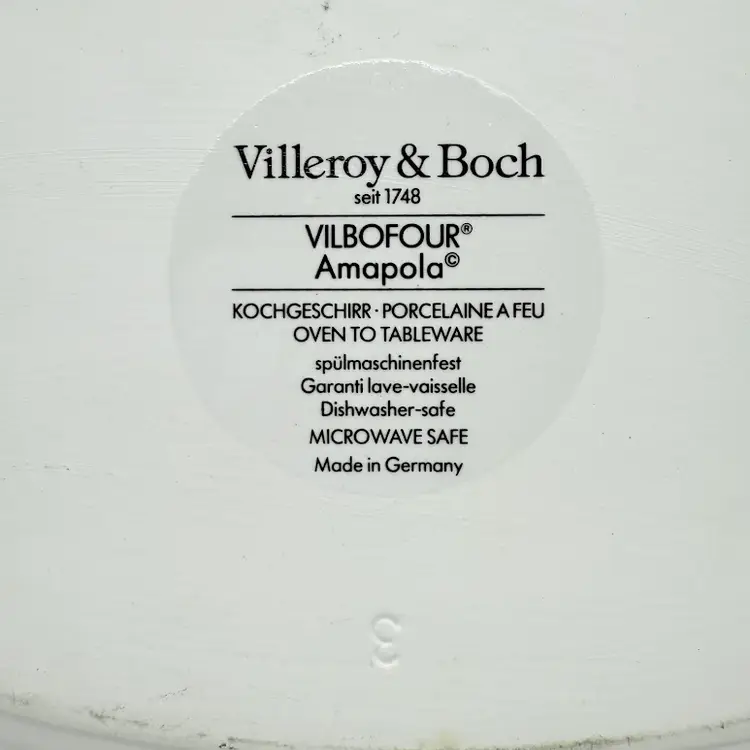 Villeroy & Boch
seit 1748
VILBOFOUR®
Amapola©
KOCHGESCHIRR · PORCELAINE A FEU
OVEN TO TABLEWARE
spülmaschinenfest
Garanti lave-vaisselle
Dishwasher-safe
MICROWAVE SAFE
Made in Germany